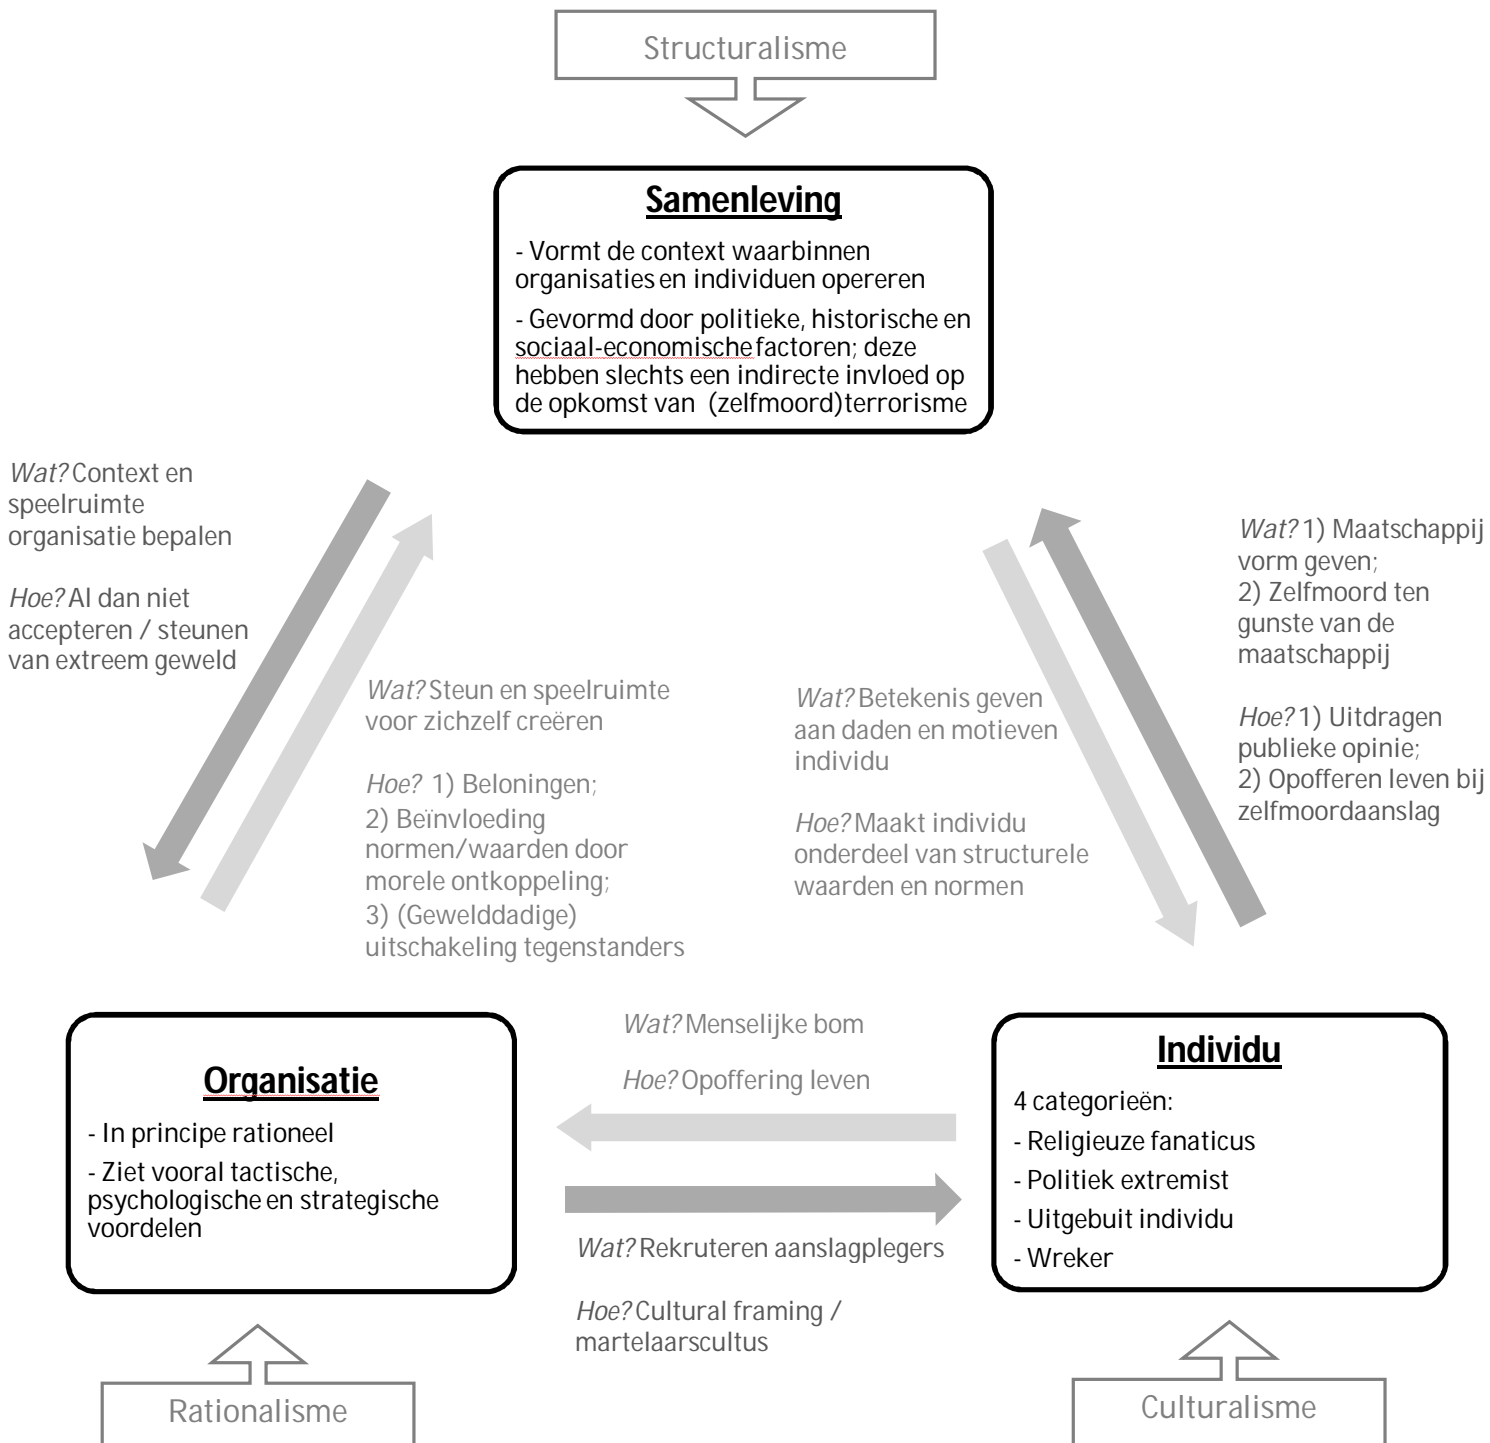 Structuralisme
Samenleving
- Vormt de context waarbinnen
organisaties en individuen opereren
- Gevormd door politieke, historische en
sociaal-economische factoren; deze
hebben slechts een indirecte invloed op
de opkomst van (zelfmoord)terrorisme
Wat? Context en
speelruimte
organisatie bepalen
Hoe? Al dan niet
accepteren / steunen
van extreem geweld
Wat? Steun en speelruimte
voor zichzelf creëren
Hoe? 1) Beloningen;
2) Beïnvloeding
normen/waarden door
morele ontkoppeling;
3) (Gewelddadige)
uitschakeling tegenstanders
Wat? Betekenis geven
aan daden en motieven
individu
Hoe? Maakt individu
onderdeel van structurele
waarden en normen
Wat? 1) Maatschappij
vorm geven;
2) Zelfmoord ten
gunste van de
maatschappij
Hoe? 1) Uitdragen
publieke opinie;
2) Opofferen leven bij
zelfmoordaanslag
Organisatie
- In principe rationeel
- Ziet vooral tactische,
psychologische en strategische
voordelen
Wat? Menselijke bom
Hoe? Opoffering leven
Wat? Rekruteren aanslagplegers
Hoe? Cultural framing /
martelaarscultus
Individu
4 categorieën:
- Religieuze fanaticus
- Politiek extremist
- Uitgebuit individu
- Wreker
Rationalisme
Culturalisme